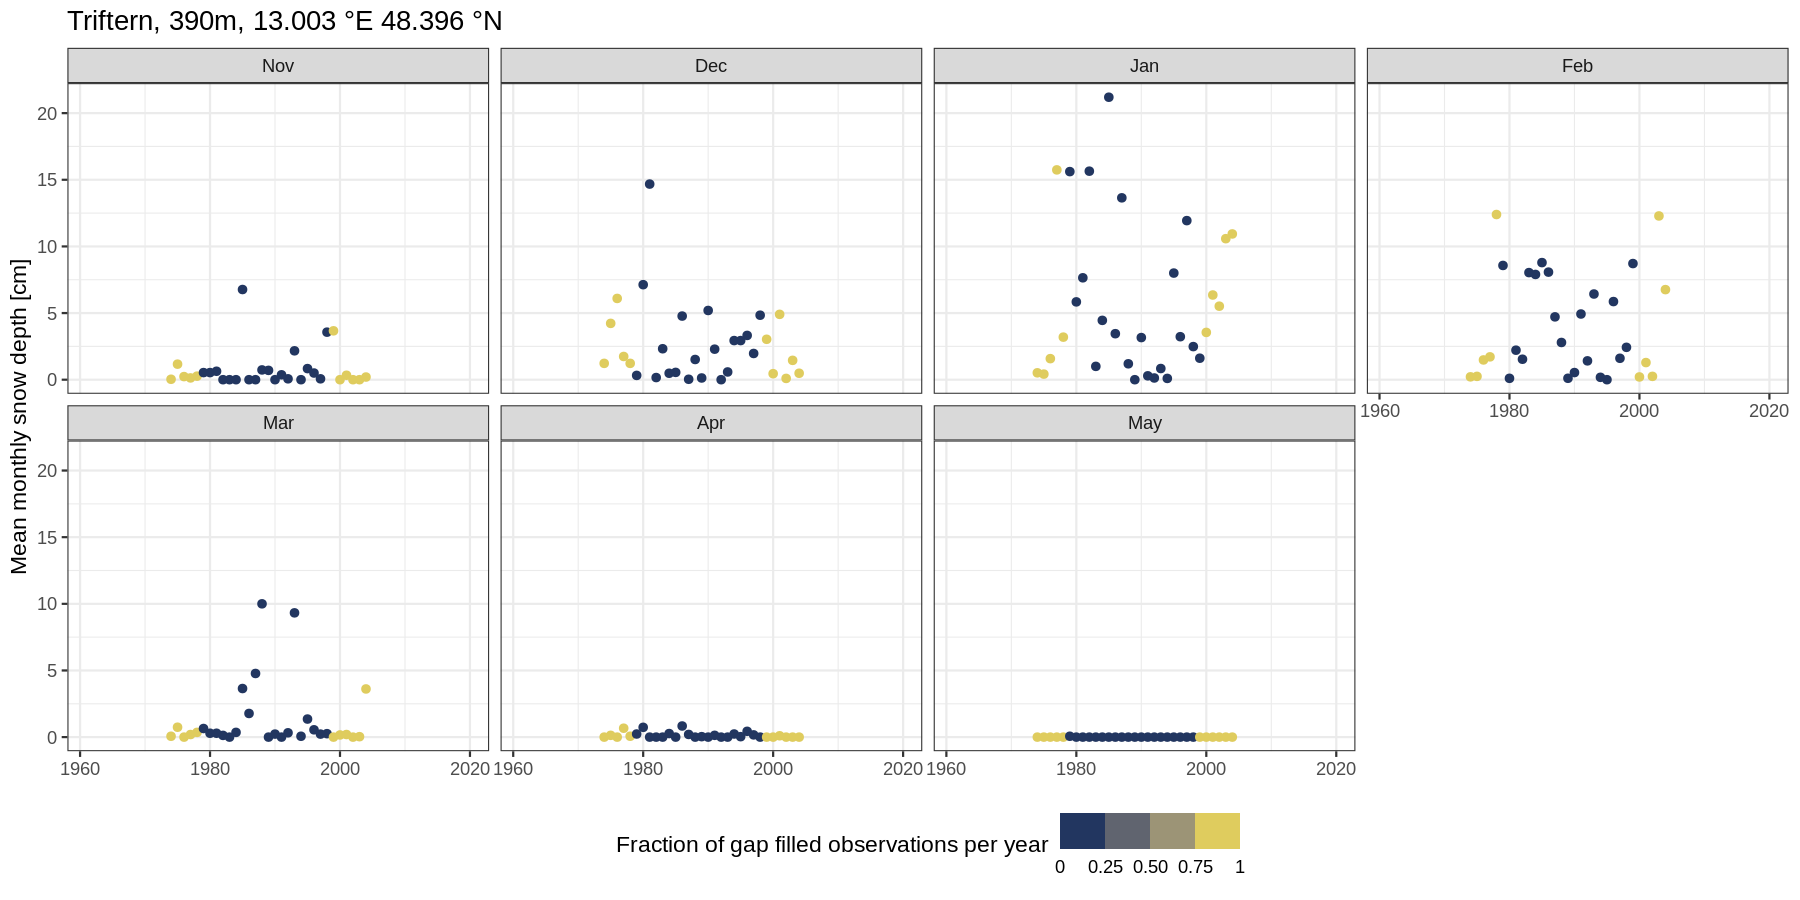 Triftern, 390m, 13.003 °E 48.396 °N
Nov Dec Jan Feb
20
15
10
5
0
1960 1980 2000 2020
Mar Apr May
20
15
10
5
0
1960 1980 2000 2020 1960 1980 2000 2020 1960 1980 2000 2020
Mean monthly snow depth [cm]
Fraction of gap filled observations per year
0 0.25 0.50 0.75 1